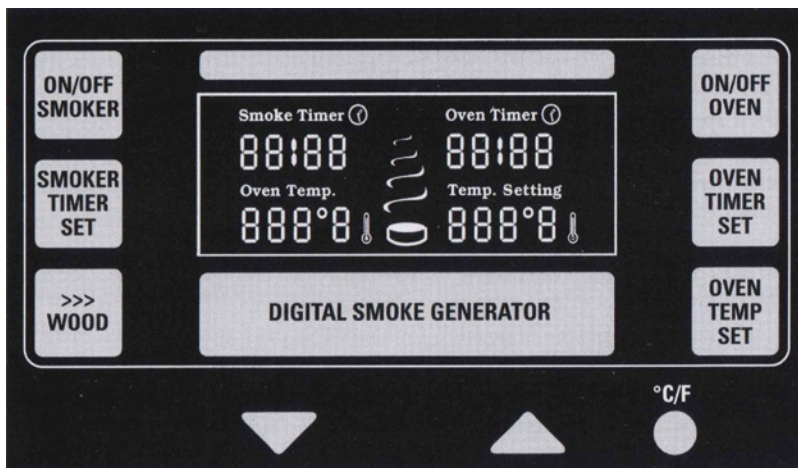 ON/OFF
SMOKER
SMOKER
TIMER
SET
>>>
WOOD
Smoke Timer
88:88
Oven Timer
88:88
Oven Temp.
888°8
Temp. Setting
888°8
DIGITAL SMOKE GENERATOR
ON/OFF
OVEN
OVEN
TIMER
SET
OVEN
TEMP
SET
°C/F